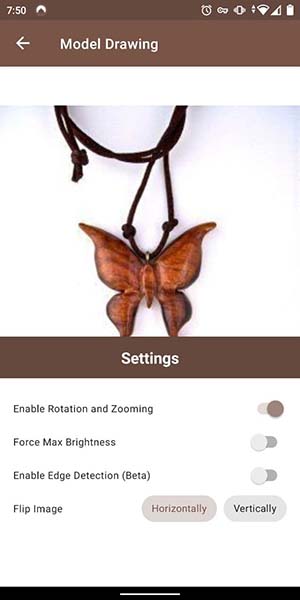 7:50
Model Drawing
Settings
Enable Rotation and Zooming
Force Max Brightness
Enable Edge Detection (Beta)
Flip Image Horizontally Vertically